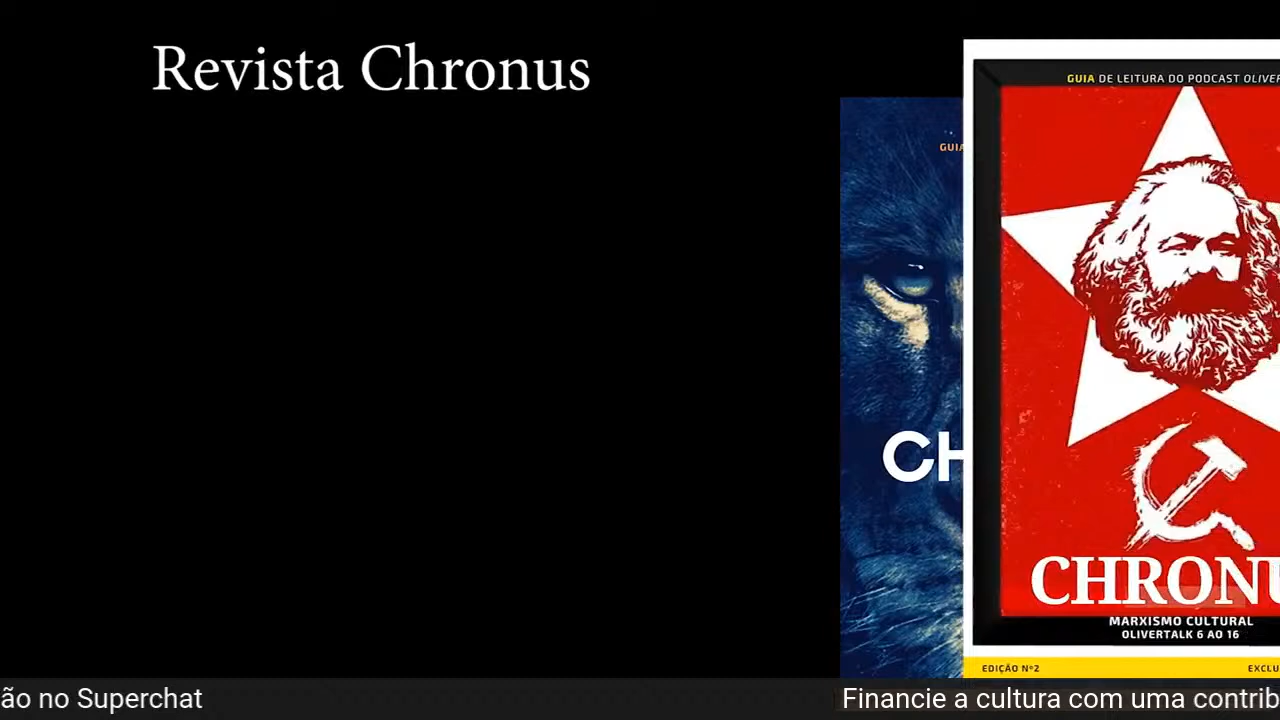 Revista Chronus
GUIA DE LEITURA DO PODCAST OLIVER
GUIA
CH
CHRONU
MARXISMO CULTURAL
OLIVERTALK 6 AO 16
EDIÇÃO Nº2
EXCLU
ão no Superchat
Financie a cultura com uma contrib